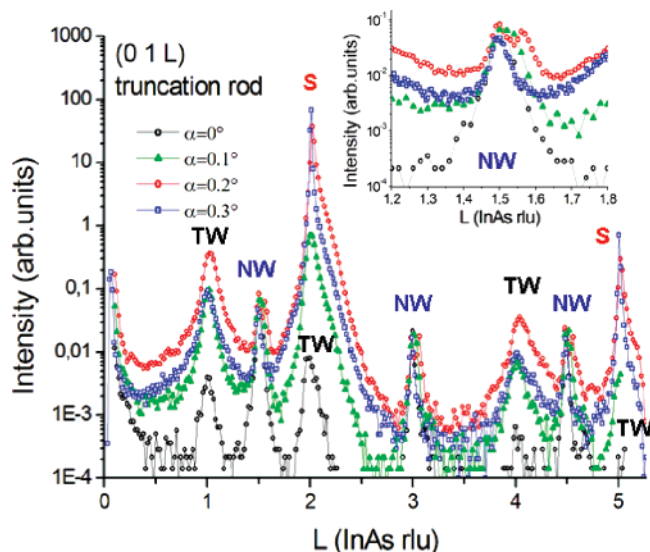 (0 1 L)
truncation rod
α=0°
α=0.1°
α=0.2°
α=0.3°
S
TW
NW
TW
NW
TW
NW
S
TW
1000
100
10
1
0,1
0,01
1E-3
1E-4
Intensity (arb.units)
0 1 2 3 4 5
L (InAs rlu)
10⁻¹
10⁻²
10⁻³
10⁻⁴
Intensity (arb. units)
NW
1,2 1,3 1,4 1,5 1,6 1,7 1,8
L (InAs rlu)